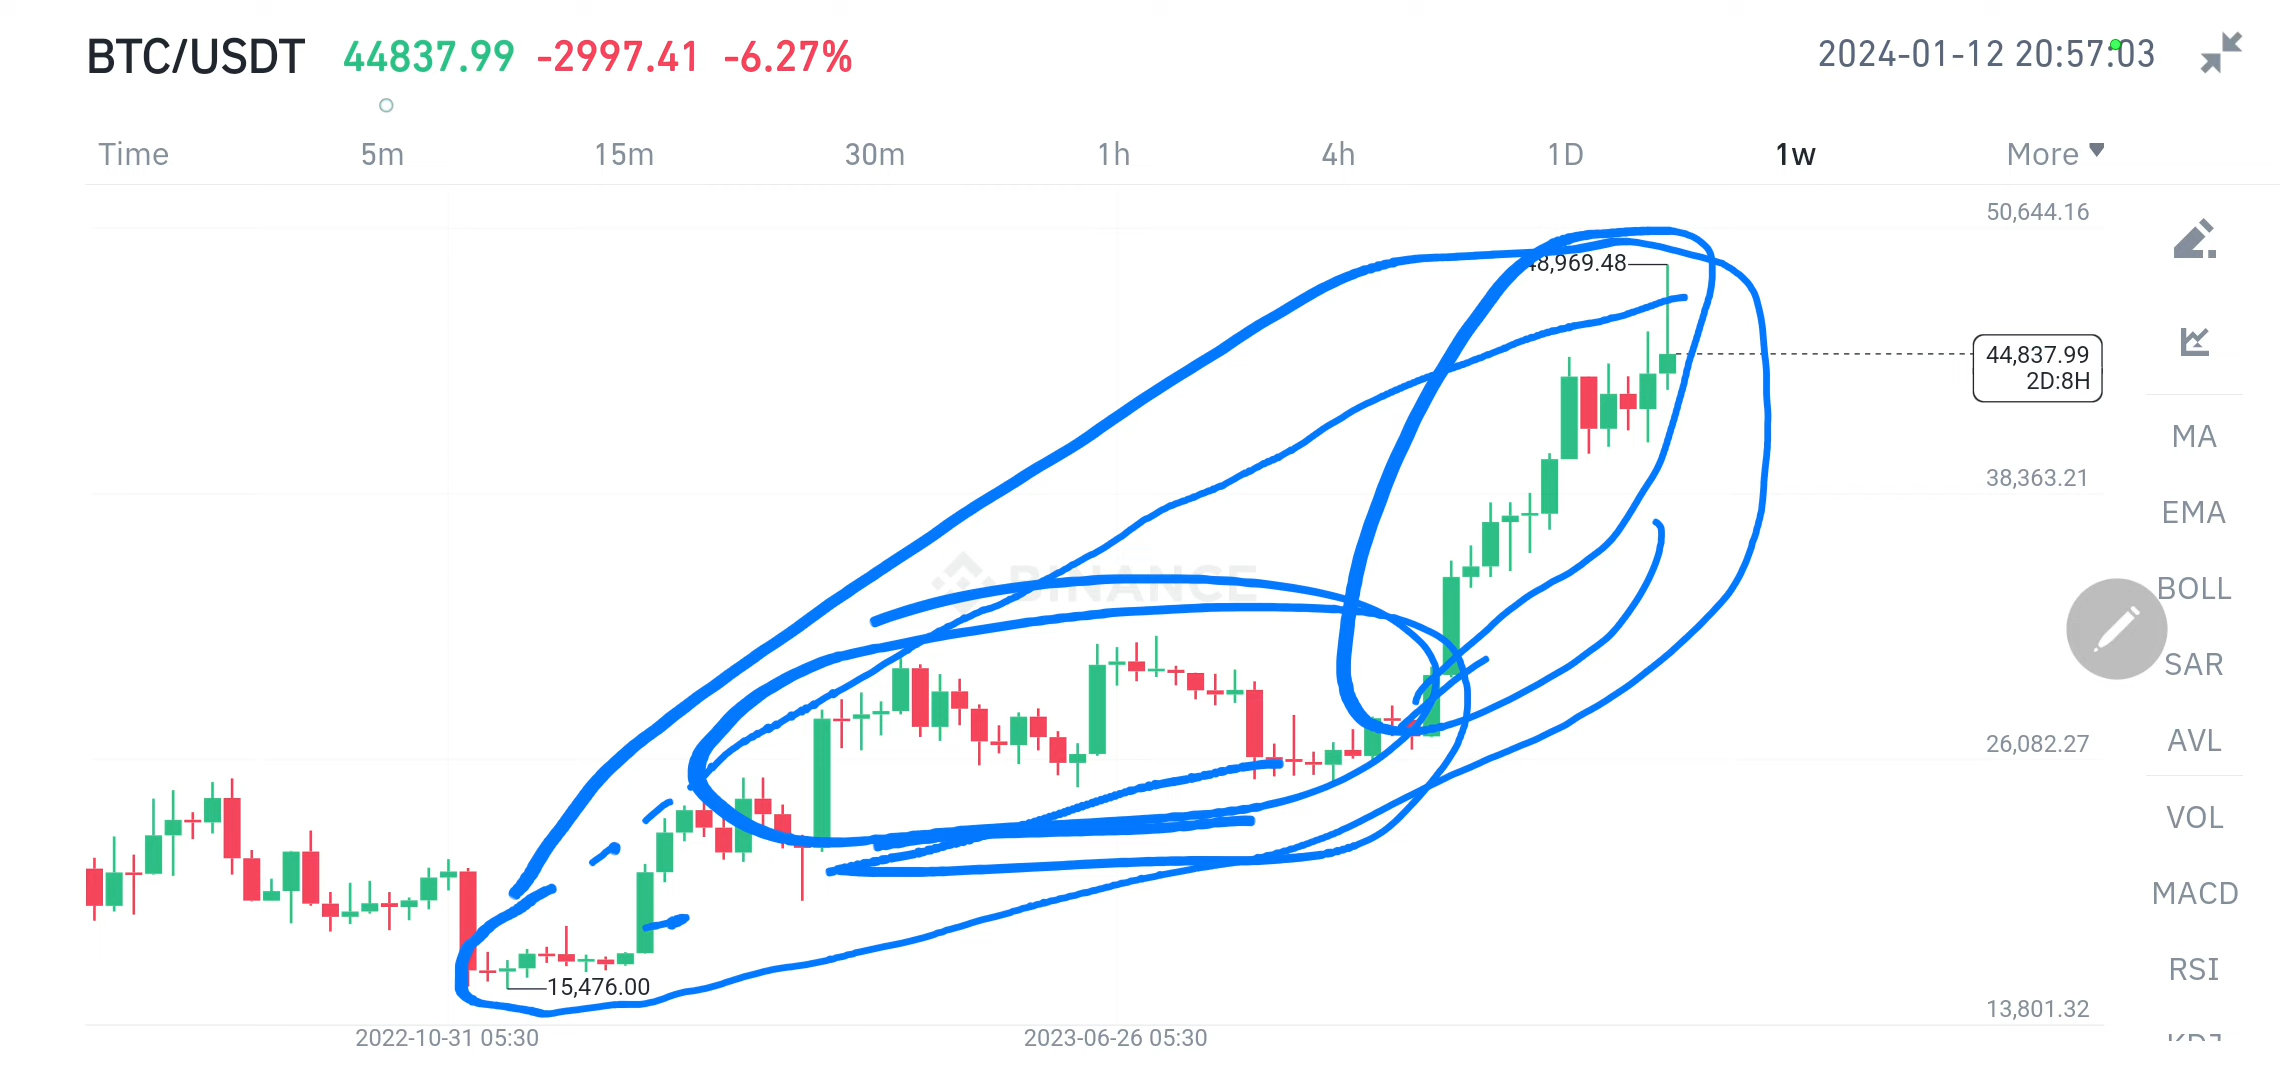 BTC/USDT 44837.99 -2997.41 -6.27% 2024-01-12 20:57:03
Time 5m 15m 30m 1h 4h 1D 1w More
50,644.16
48,969.48
44,837.99
2D:8H
MA
38,363.21
EMA
BINANCE
BOLL
SAR
26,082.27
AVL
VOL
MACD
15,476.00
RSI
13,801.32
2022-10-31 05:30 2023-06-26 05:30